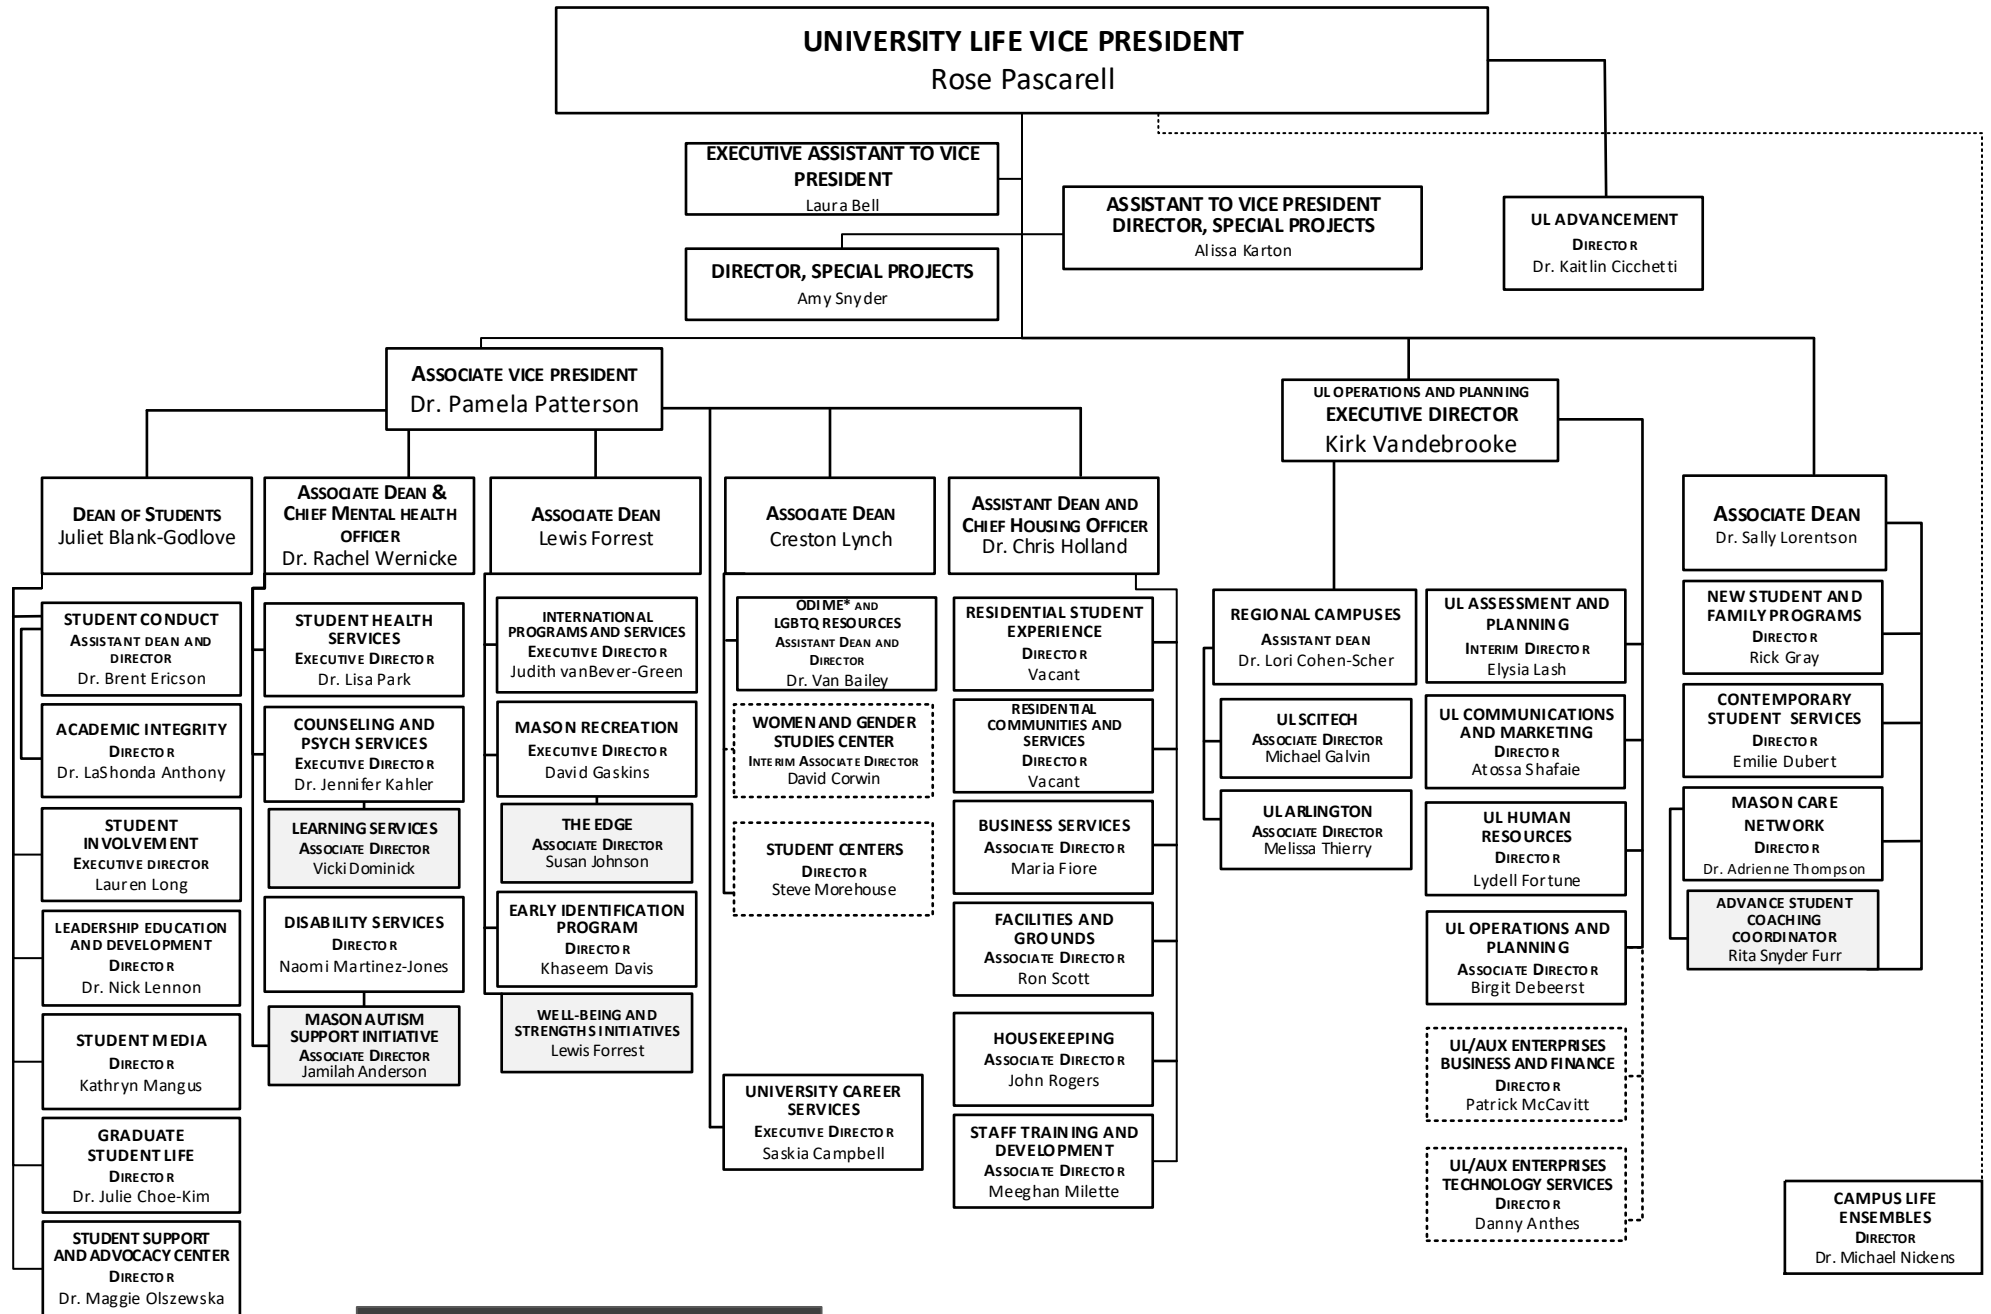 UNIVERSITY LIFE VICE PRESIDENT
Rose Pascarell
EXECUTIVE ASSISTANT TO VICE
PRESIDENT
Laura Bell
ASSISTANT TO VICE PRESIDENT
DIRECTOR, SPECIAL PROJECTS
Alissa Karton
UL ADVANCEMENT
DIRECTOR
Dr. Kaitlin Cicchetti
DIRECTOR, SPECIAL PROJECTS
Amy Snyder
ASSOCIATE VICE PRESIDENT
Dr. Pamela Patterson
UL OPERATIONS AND PLANNING
EXECUTIVE DIRECTOR
Kirk Vandebrooke
DEAN OF STUDENTS
Juliet Blank-Godlove
ASSOCIATE DEAN &
CHIEF MENTAL HEALTH
OFFICER
Dr. Rachel Wernicke
ASSOCIATE DEAN
Lewis Forrest
ASSOCIATE DEAN
Creston Lynch
ASSISTANT DEAN AND
CHIEF HOUSING OFFICER
Dr. Chris Holland
ASSOCIATE DEAN
Dr. Sally Lorentson
STUDENT CONDUCT
ASSISTANT DEAN AND
DIRECTOR
Dr. Brent Ericson
ACADEMIC INTEGRITY
DIRECTOR
Dr. LaShonda Anthony
STUDENT
INVOLVEMENT
EXECUTIVE DIRECTOR
Lauren Long
LEADERSHIP EDUCATION
AND DEVELOPMENT
DIRECTOR
Dr. Nick Lennon
STUDENT MEDIA
DIRECTOR
Kathryn Mangus
GRADUATE
STUDENT LIFE
DIRECTOR
Dr. Julie Choe-Kim
STUDENT SUPPORT
AND ADVOCACY CENTER
DIRECTOR
Dr. Maggie Olszewska
STUDENT HEALTH
SERVICES
EXECUTIVE DIRECTOR
Dr. Lisa Park
COUNSELING AND
PSYCH SERVICES
EXECUTIVE DIRECTOR
Dr. Jennifer Kahler
LEARNING SERVICES
ASSOCIATE DIRECTOR
Vicki Dominick
DISABILITY SERVICES
DIRECTOR
Naomi Martinez-Jones
MASON AUTISM
SUPPORT INITIATIVE
ASSOCIATE DIRECTOR
Jamilah Anderson
INTERNATIONAL
PROGRAMS AND SERVICES
EXECUTIVE DIRECTOR
Judith vanBever-Green
MASON RECREATION
EXECUTIVE DIRECTOR
David Gaskins
THE EDGE
ASSOCIATE DIRECTOR
Susan Johnson
EARLY IDENTIFICATION
PROGRAM
DIRECTOR
Khaseem Davis
WELL-BEING AND
STRENGTHS INITIATIVES
Lewis Forrest
ODIME* AND
LGBTQ RESOURCES
ASSISTANT DEAN AND
DIRECTOR
Dr. Van Bailey
WOMEN AND GENDER
STUDIES CENTER
INTERIM ASSOCIATE DIRECTOR
David Corwin
STUDENT CENTERS
DIRECTOR
Steve Morehouse
UNIVERSITY CAREER
SERVICES
EXECUTIVE DIRECTOR
Saskia Campbell
RESIDENTIAL STUDENT
EXPERIENCE
DIRECTOR
Vacant
RESIDENTIAL
COMMUNITIES AND
SERVICES
DIRECTOR
Vacant
BUSINESS SERVICES
ASSOCIATE DIRECTOR
Maria Fiore
FACILITIES AND
GROUNDS
ASSOCIATE DIRECTOR
Ron Scott
HOUSEKEEPING
ASSOCIATE DIRECTOR
John Rogers
STAFF TRAINING AND
DEVELOPMENT
ASSOCIATE DIRECTOR
Meeghan Milette
REGIONAL CAMPUSES
ASSISTANT DEAN
Dr. Lori Cohen-Scher
UL SCITECH
ASSOCIATE DIRECTOR
Michael Galvin
UL ARLINGTON
ASSOCIATE DIRECTOR
Melissa Thierry
UL ASSESSMENT AND
PLANNING
INTERIM DIRECTOR
Elysia Lash
UL COMMUNICATIONS
AND MARKETING
DIRECTOR
Atossa Shafaie
UL HUMAN
RESOURCES
DIRECTOR
Lydell Fortune
UL OPERATIONS AND
PLANNING
ASSOCIATE DIRECTOR
Birgit Debeerst
UL/AUX ENTERPRISES
BUSINESS AND FINANCE
DIRECTOR
Patrick McCavitt
UL/AUX ENTERPRISES
TECHNOLOGY SERVICES
DIRECTOR
Danny Anthes
NEW STUDENT AND
FAMILY PROGRAMS
DIRECTOR
Rick Gray
CONTEMPORARY
STUDENT SERVICES
DIRECTOR
Emilie Dubert
MASON CARE
NETWORK
DIRECTOR
Dr. Adrienne Thompson
ADVANCE STUDENT
COACHING
COORDINATOR
Rita Snyder Furr
CAMPUS LIFE
ENSEMBLES
DIRECTOR
Dr. Michael Nickens